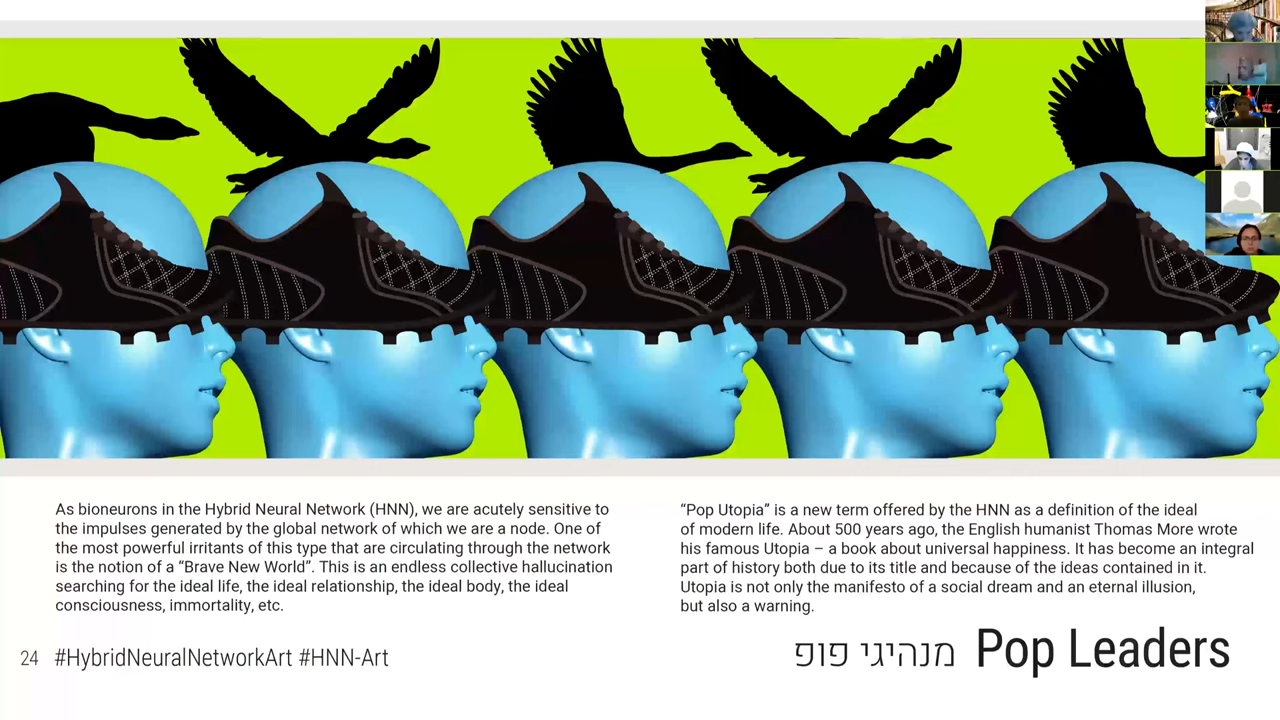 As bioneurons in the Hybrid Neural Network (HNN), we are acutely sensitive to
the impulses generated by the global network of which we are a node. One of
the most powerful irritants of this type that are circulating through the network
is the notion of a “Brave New World”. This is an endless collective hallucination
searching for the ideal life, the ideal relationship, the ideal body, the ideal
consciousness, immortality, etc.
“Pop Utopia” is a new term offered by the HNN as a definition of the ideal
of modern life. About 500 years ago, the English humanist Thomas More wrote
his famous Utopia – a book about universal happiness. It has become an integral
part of history both due to its title and because of the ideas contained in it.
Utopia is not only the manifesto of a social dream and an eternal illusion,
but also a warning.
24 #HybridNeuralNetworkArt #HNN-Art
מנהיגי פופ Pop Leaders